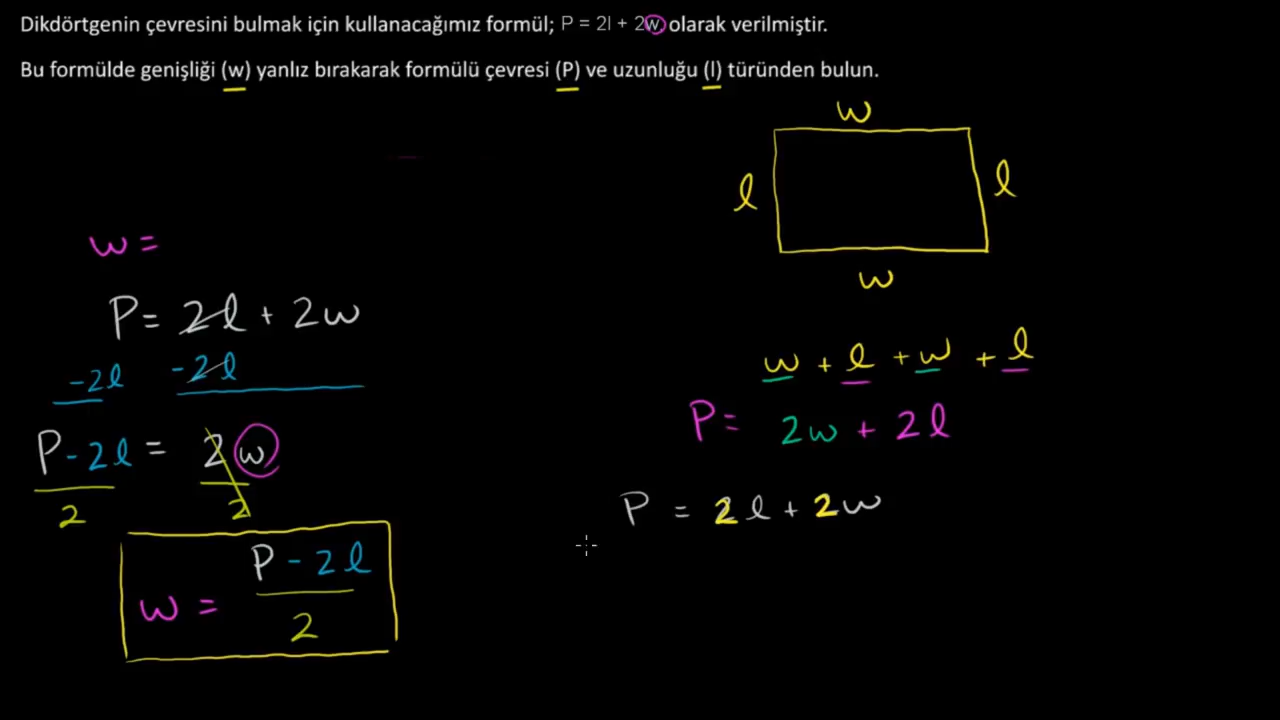 Dikdörtgenin çevresini bulmak için kullanacağımız formül; P = 2l + 2w olarak verilmiştir.
Bu formülde genişliği (w) yanlız bırakarak formülü çevresi (P) ve uzunluğu (l) türünden bulun.
w
l
l
w
w =
P = 2l + 2w
-2l -2l
P - 2l = 2w
2 2
w = P - 2l
2
w + l + w + l
P = 2w + 2l
P = 2l + 2w